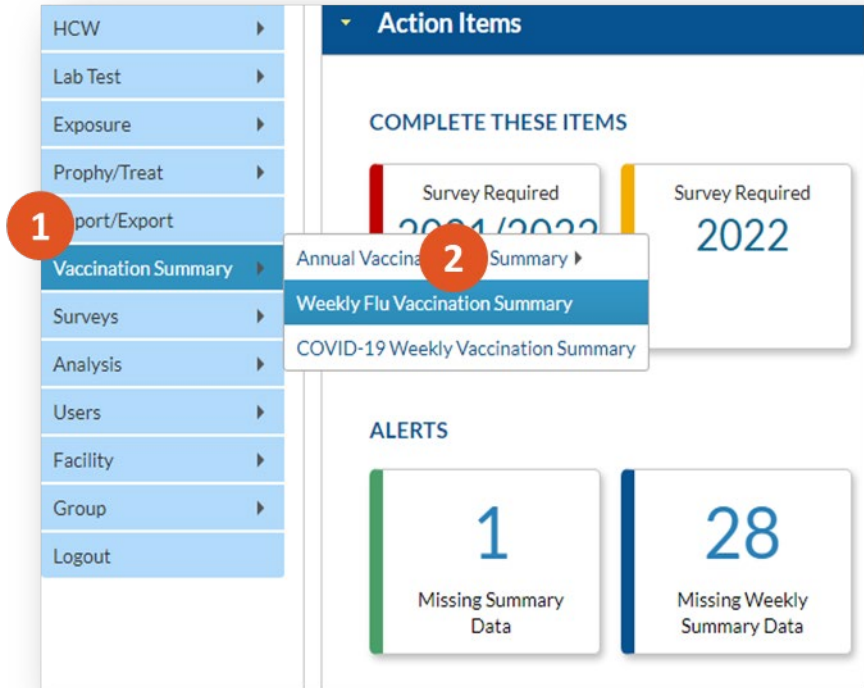 HCW
Lab Test
Exposure
Prophy/Treat
1
port/Export
Vaccination Summary
Surveys
Analysis
Users
Facility
Group
Logout
Action Items
COMPLETE THESE ITEMS
Survey Required
2021/2022
Survey Required
2022
Annual Vaccina 2 Summary
Weekly Flu Vaccination Summary
COVID-19 Weekly Vaccination Summary
ALERTS
1
Missing Summary
Data
28
Missing Weekly
Summary Data